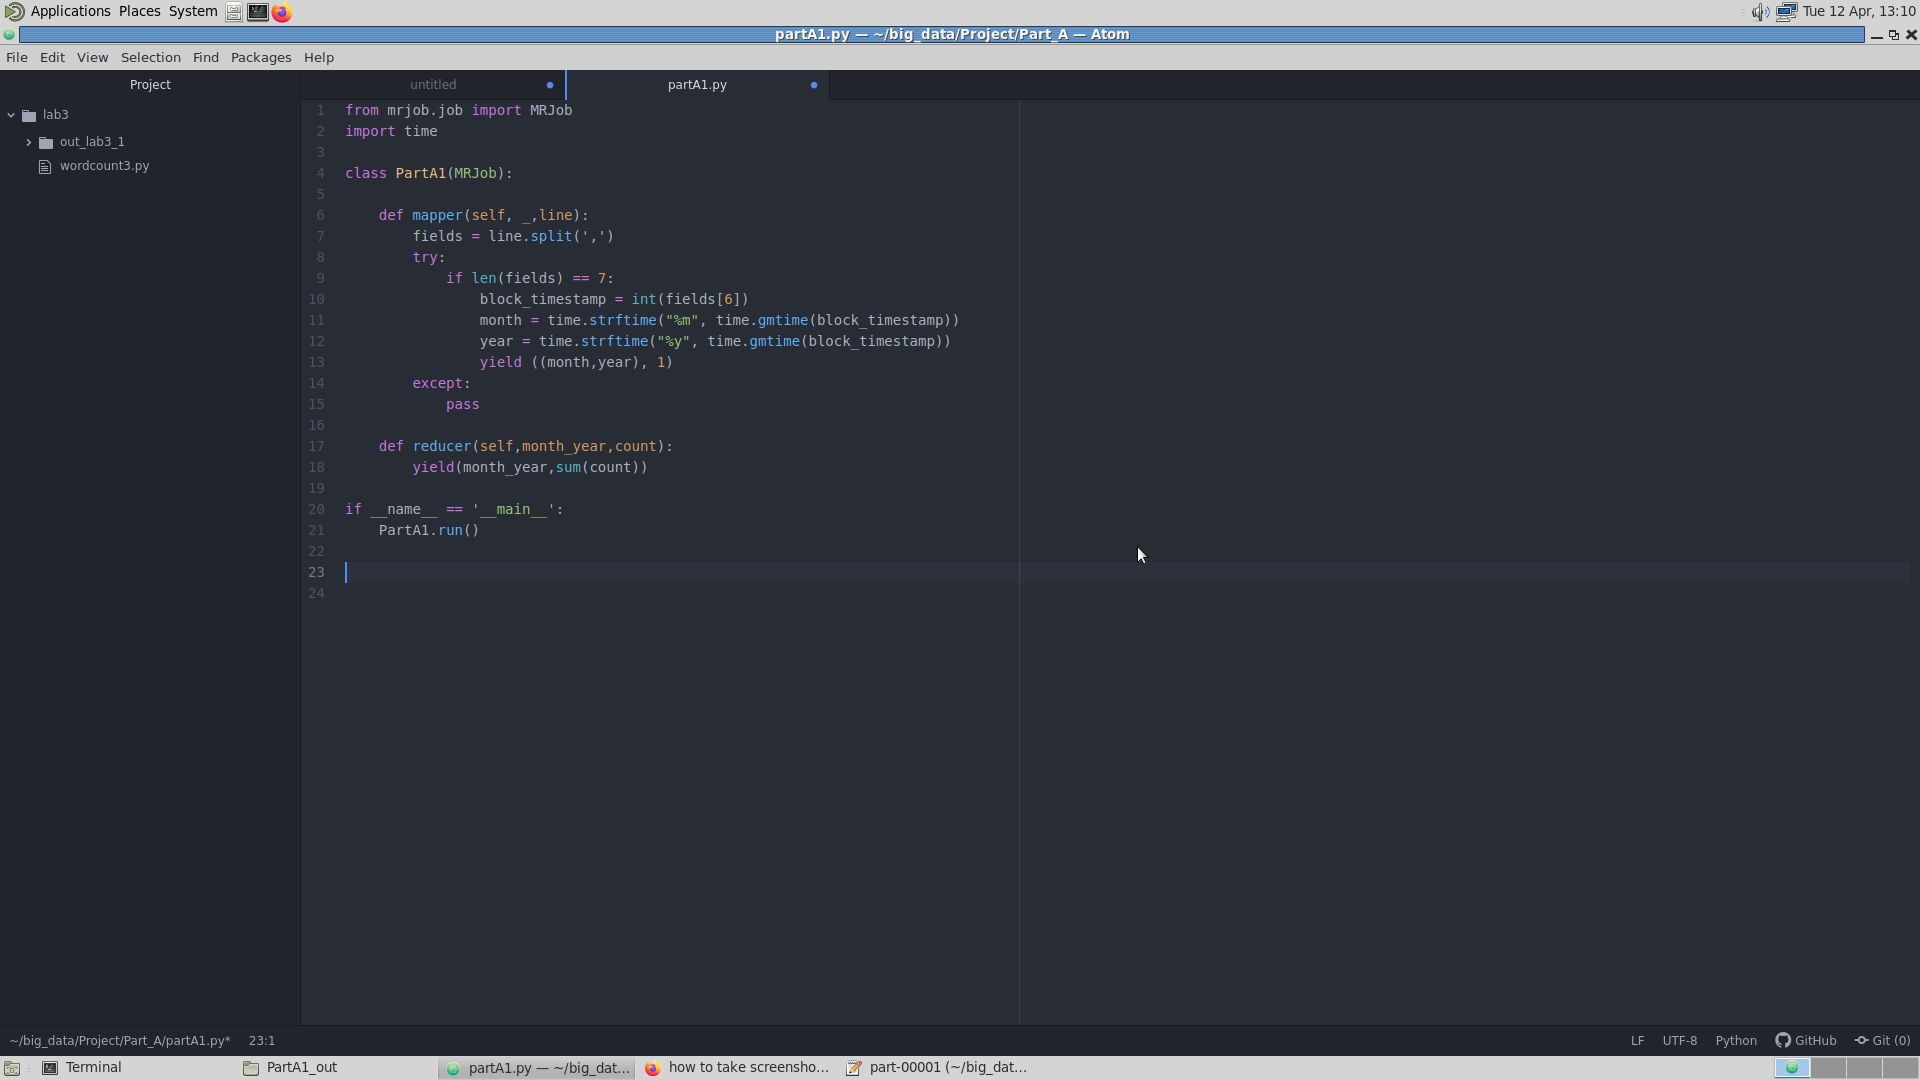 Applications Places System
Tue 12 Apr, 13:10
partA1.py — ~/big_data/Project/Part_A — Atom
File Edit View Selection Find Packages Help
Project
untitled
partA1.py
lab3
out_lab3_1
wordcount3.py
1 from mrjob.job import MRJob
2 import time
3
4 class PartA1(MRJob):
5
6     def mapper(self, _,line):
7         fields = line.split(',')
8         try:
9             if len(fields) == 7:
10                 block_timestamp = int(fields[6])
11                 month = time.strftime("%m", time.gmtime(block_timestamp))
12                 year = time.strftime("%y", time.gmtime(block_timestamp))
13                 yield ((month,year), 1)
14         except:
15             pass
16
17     def reducer(self,month_year,count):
18         yield(month_year,sum(count))
19
20 if __name__ == '__main__':
21     PartA1.run()
22
23
24
~/big_data/Project/Part_A/partA1.py* 23:1
LF UTF-8 Python GitHub Git (0)
Terminal
PartA1_out
partA1.py — ~/big_dat...
how to take screensho...
part-00001 (~/big_dat...